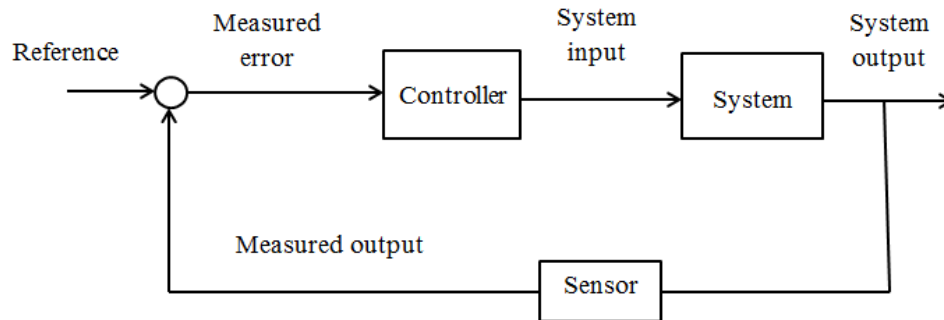 Reference
Measured
error
Controller
System
input
System
System
output
Measured output
Sensor